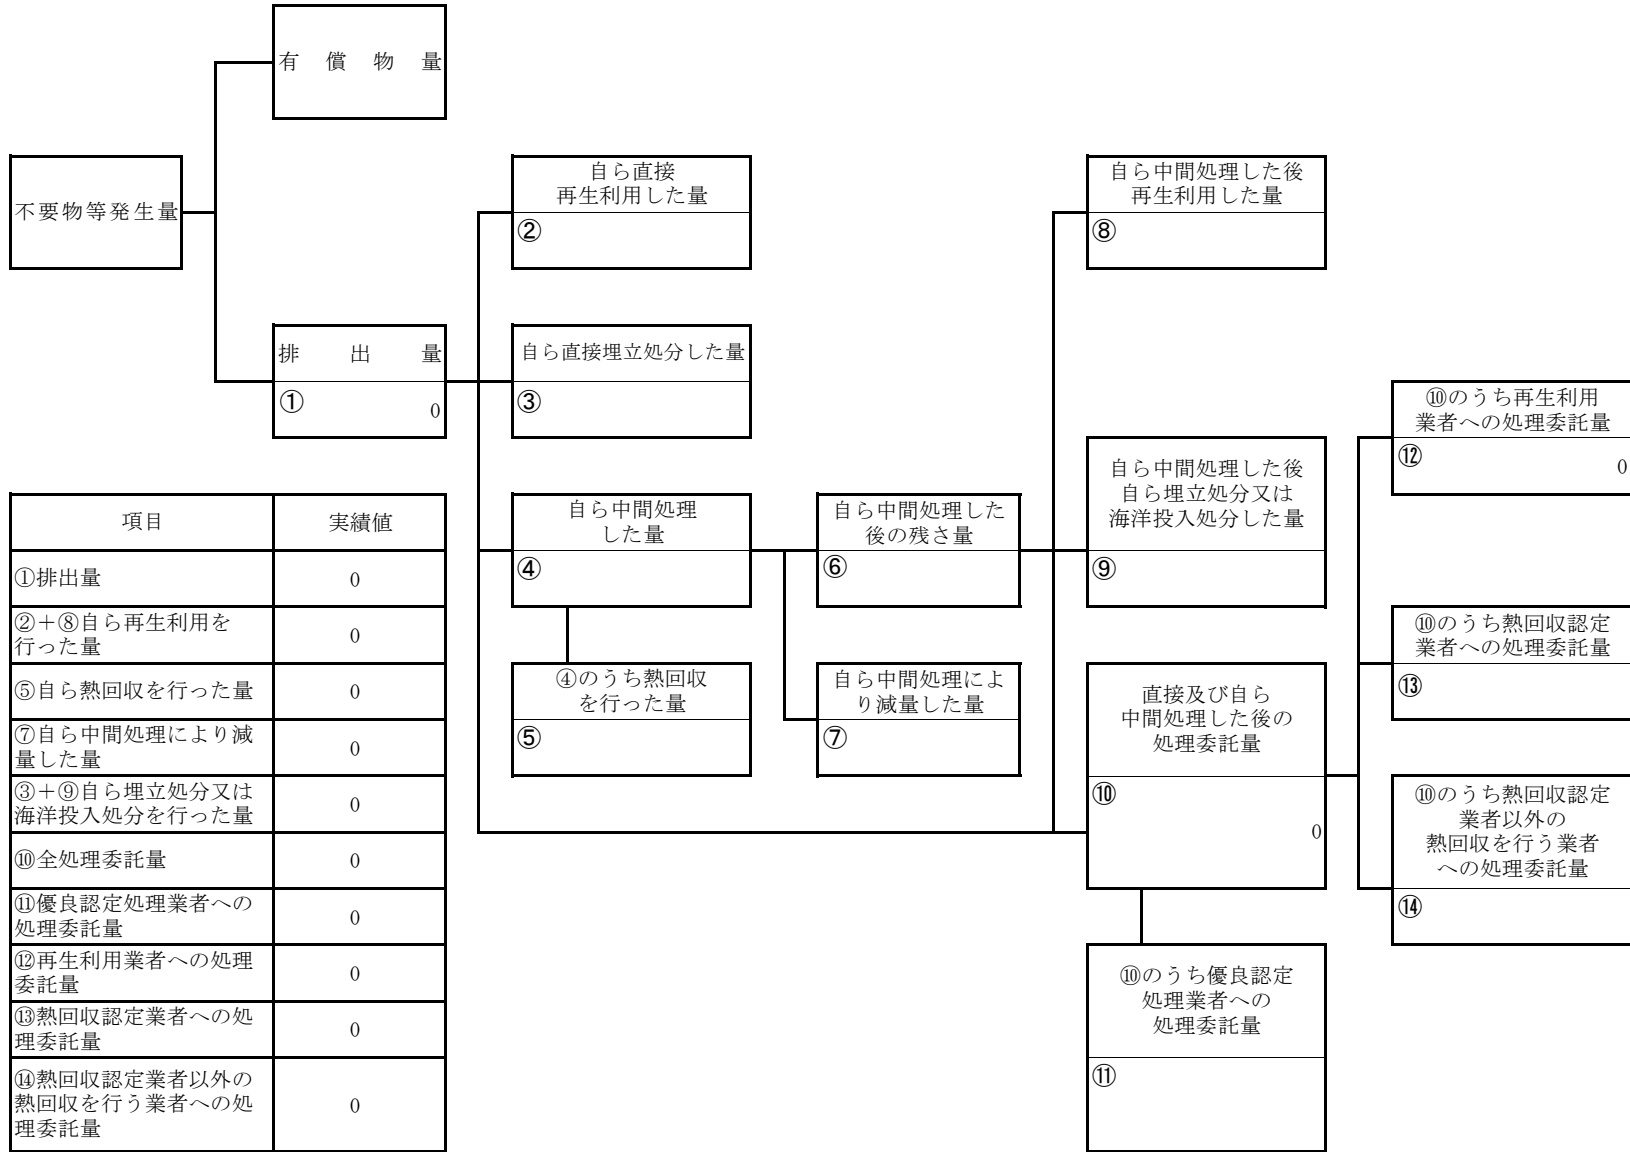 有償物量
不要物等発生量
自ら直接
再生利用した量
②
自ら中間処理した後
再生利用した量
⑧
排出量
①
0
自ら直接埋立処分した量
③
⑩のうち再生利用
業者への処理委託量
⑫
0
自ら中間処理した後
自ら埋立処分又は
海洋投入処分した量
⑨
自ら中間処理
した量
④
自ら中間処理した
後の残さ量
⑥
⑩のうち熱回収認定
業者への処理委託量
⑬
④のうち熱回収
を行った量
⑤
自ら中間処理によ
り減量した量
⑦
直接及び自ら
中間処理した後の
処理委託量
⑩
0
⑩のうち熱回収認定
業者以外の
熱回収を行う業者
への処理委託量
⑭
⑩のうち優良認定
処理業者への
処理委託量
⑪
項目 実績値
①排出量 0
②＋⑧自ら再生利用を
行った量 0
⑤自ら熱回収を行った量 0
⑦自ら中間処理により減
量した量 0
③＋⑨自ら埋立処分又は
海洋投入処分を行った量 0
⑩全処理委託量 0
⑪優良認定処理業者への
処理委託量 0
⑫再生利用業者への処理
委託量 0
⑬熱回収認定業者への処
理委託量 0
⑭熱回収認定業者以外の
熱回収を行う業者への処 0
理委託量